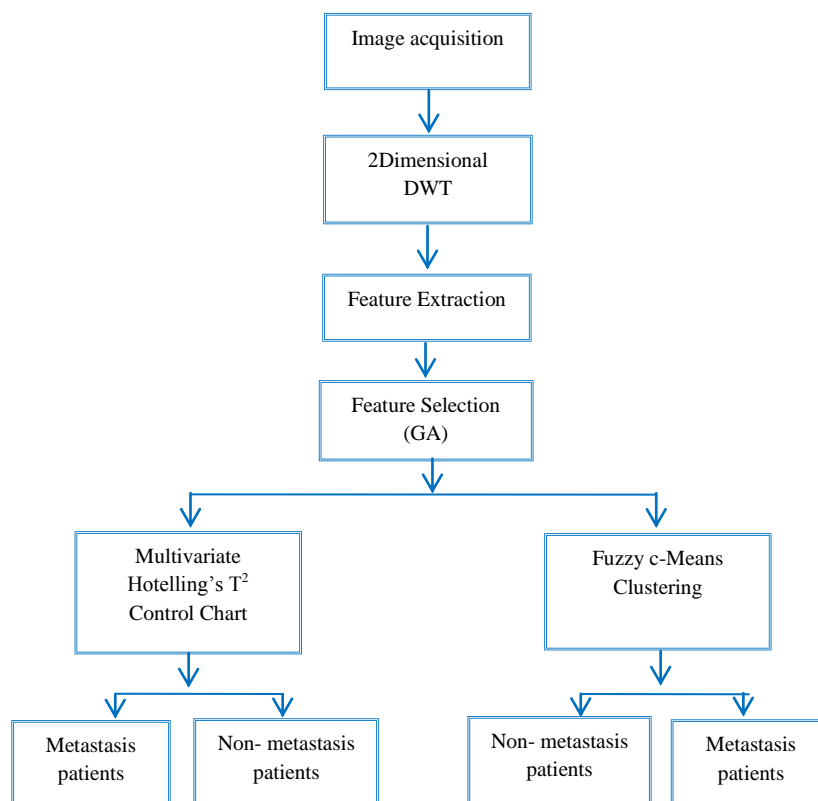 Image acquisition
2Dimensional
DWT
Feature Extraction
Feature Selection
(GA)
Multivariate
Hotelling’s T²
Control Chart
Fuzzy c-Means
Clustering
Metastasis
patients
Non- metastasis
patients
Non- metastasis
patients
Metastasis
patients